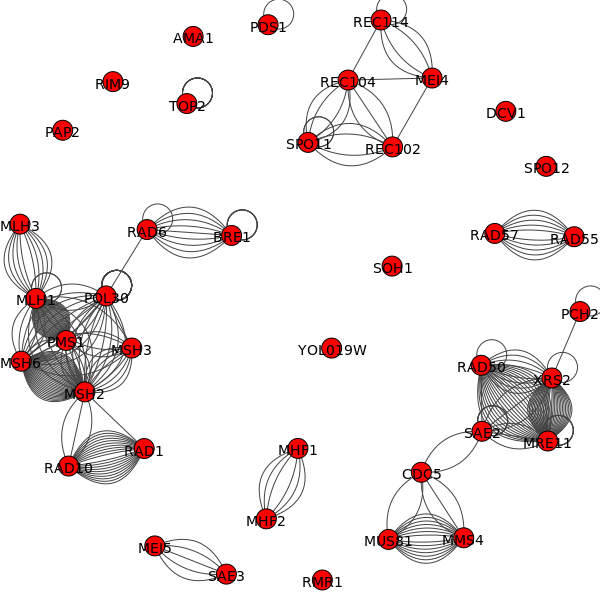 PDS1
REC114
AMA1
RIM9
REC104
MEI4
TOP2
DCV1
PAP2
SPO11
REC102
SPO12
MLH3
RAD6
BRE1
RAD57
RAD55
SOH1
MLH1
POL30
PCH2
PMS1
MSH3
YOL019W
MSH6
RAD50
XRS2
MSH2
SAE2
MRE11
RAD1
MHF1
RAD10
CDC5
MHF2
MUS81
MMS4
MEI5
SAE3
RMR1